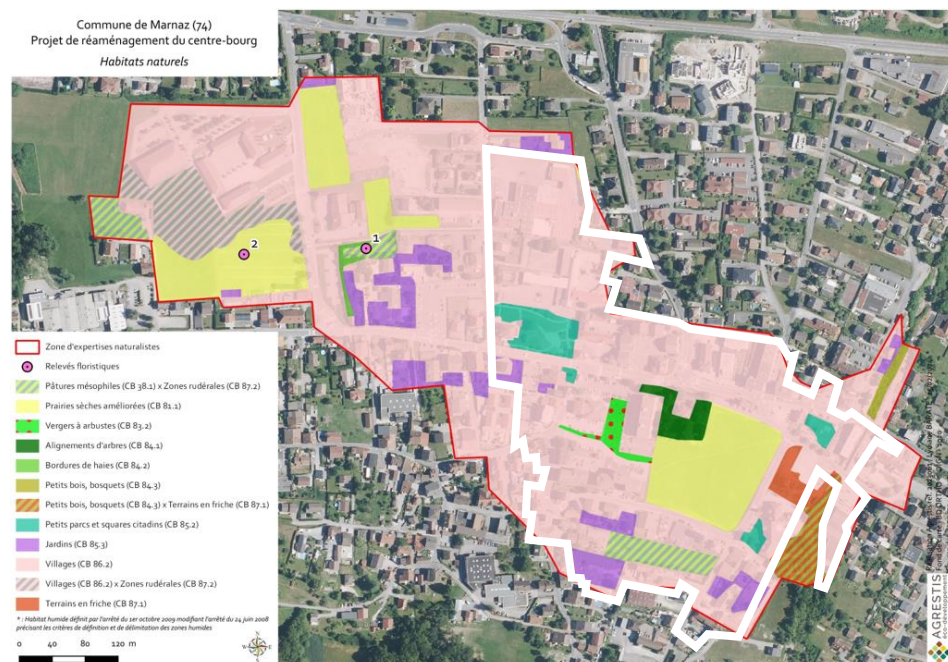 Commune de Marnaz (74)
Projet de réaménagement du centre-bourg
Habitats naturels
1
2
Zone d'expertises naturalistes
Relevés floristiques
Pâtures mésophiles (CB 38.1) x Zones rudérales (CB 87.2)
Prairies sèches améliorées (CB 81.1)
Vergers à arbustes (CB 83.2)
Alignements d'arbres (CB 84.1)
Bordures de haies (CB 84.2)
Petits bois, bosquets (CB 84.3)
Petits bois, bosquets (CB 84.3) x Terrains en friche (CB 87.1)
Petits parcs et squares citadins (CB 85.2)
Jardins (CB 85.3)
Villages (CB 86.2)
Villages (CB 86.2) x Zones rudérales (CB 87.2)
Terrains en friche (CB 87.1)
* : Habitat humide défini par l'arrêté du 1er octobre 2009 modifiant l'arrêté du 24 juin 2008
précisant les critères de définition et de délimitation des zones humides
0 40 80 120 m
N
W E
S
AGRESTIS
éco-développement